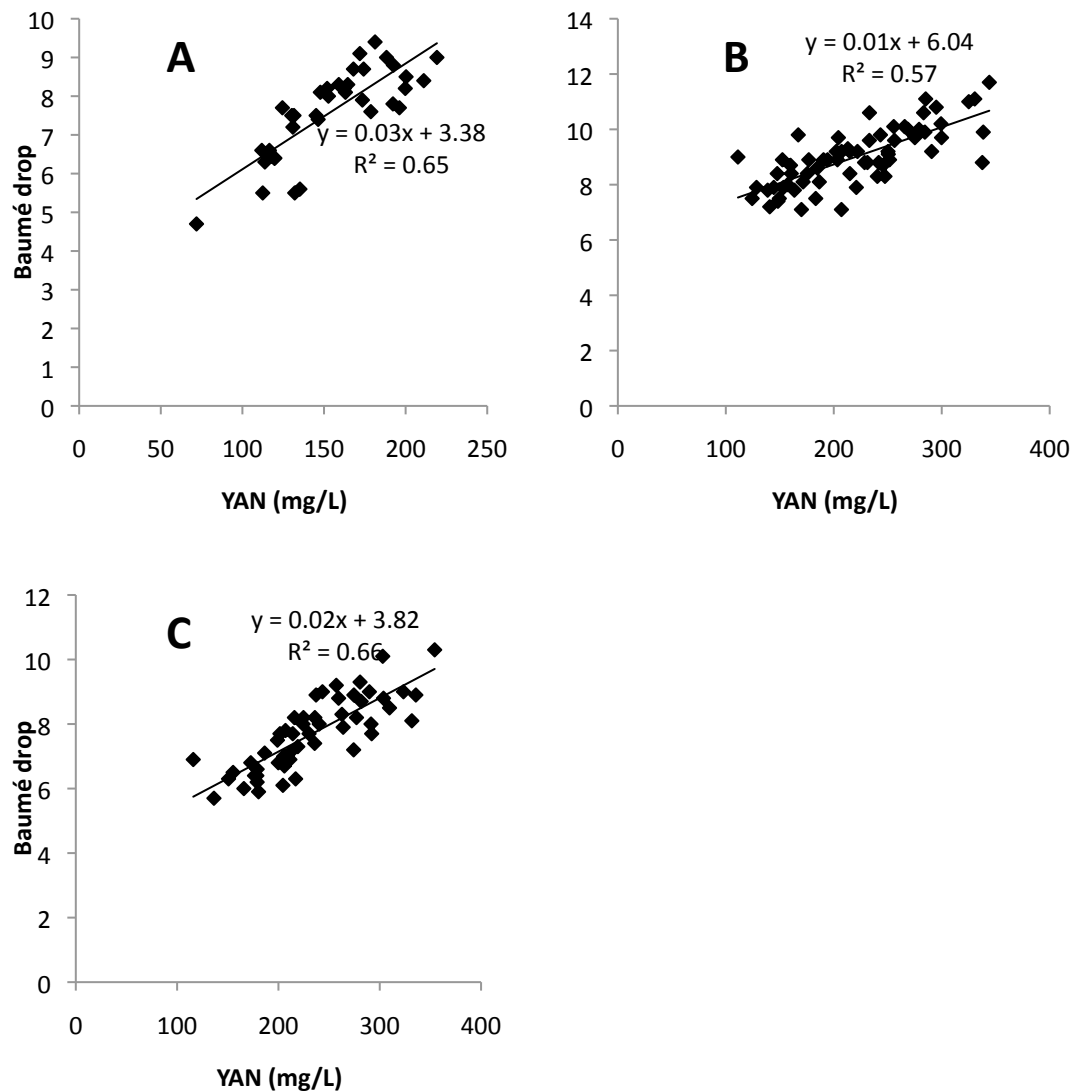 A
y = 0.03x + 3.38
R² = 0.65
Baumé drop
10
9
8
7
6
5
4
3
2
1
0
0 50 100 150 200 250
YAN (mg/L)
B
y = 0.01x + 6.04
R² = 0.57
14
12
10
8
6
4
2
0
0 100 200 300 400
YAN (mg/L)
C
y = 0.02x + 3.82
R² = 0.66
Baumé drop
12
10
8
6
4
2
0
0 100 200 300 400
YAN (mg/L)